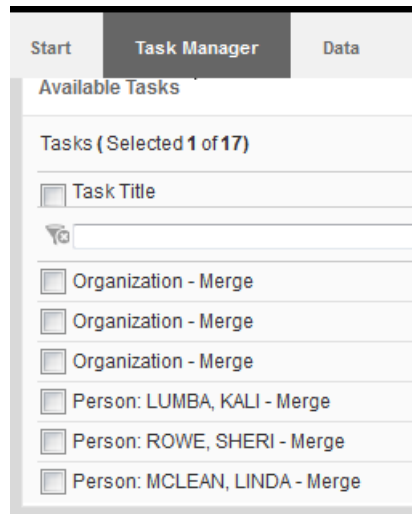 Start Task Manager Data
Available Tasks
Tasks ( Selected 1 of 17)
Task Title
Organization - Merge
Organization - Merge
Organization - Merge
Person: LUMBA, KALI - Merge
Person: ROWE, SHERI - Merge
Person: MCLEAN, LINDA - Merge